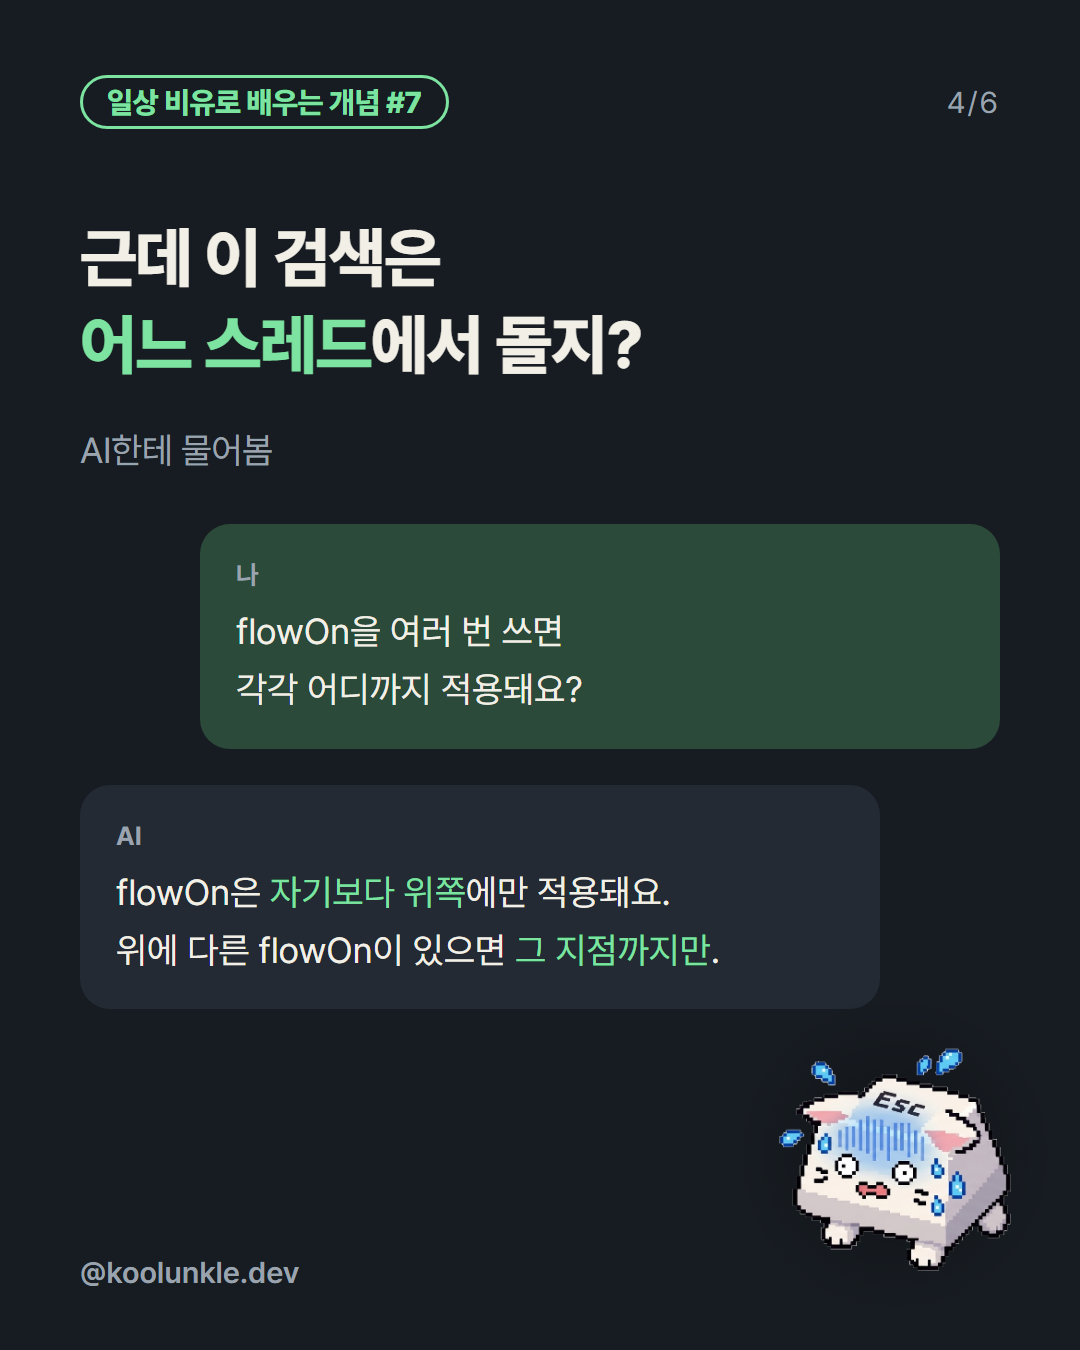 일상 비유로 배우는 개념 #7
4/6
근데 이 검색은
어느 스레드에서 돌지?
AI한테 물어봄
나
flowOn을 여러 번 쓰면
각각 어디까지 적용돼요?
AI
flowOn은 자기보다 위쪽에만 적용돼요.
위에 다른 flowOn이 있으면 그 지점까지만.
Esc
@koolunkle.dev